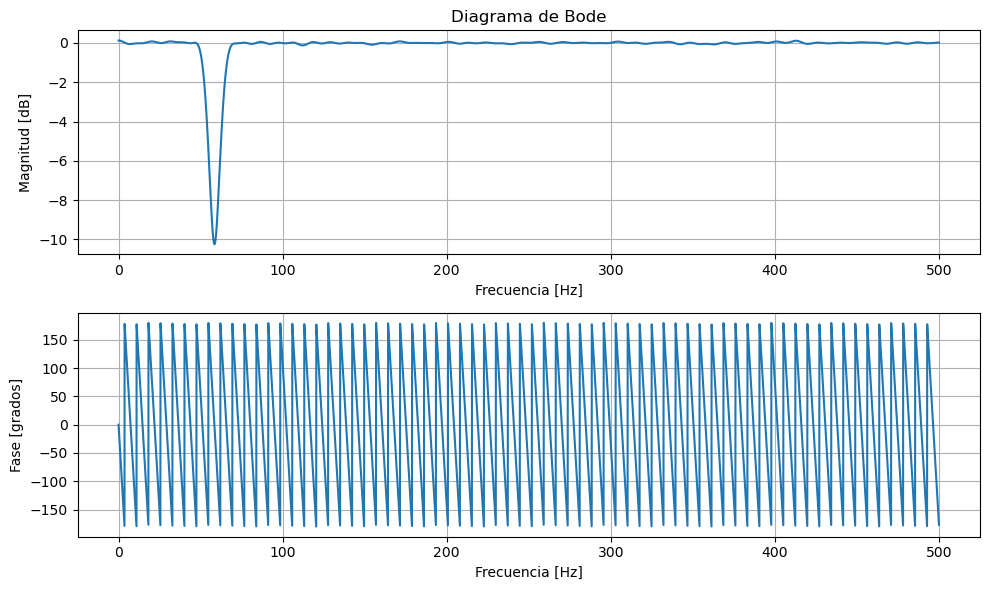 Diagrama de Bode
0
−2
−4
−6
−8
−10
Magnitud [dB]
0 100 200 300 400 500
Frecuencia [Hz]
150
100
50
0
−50
−100
−150
Fase [grados]
0 100 200 300 400 500
Frecuencia [Hz]